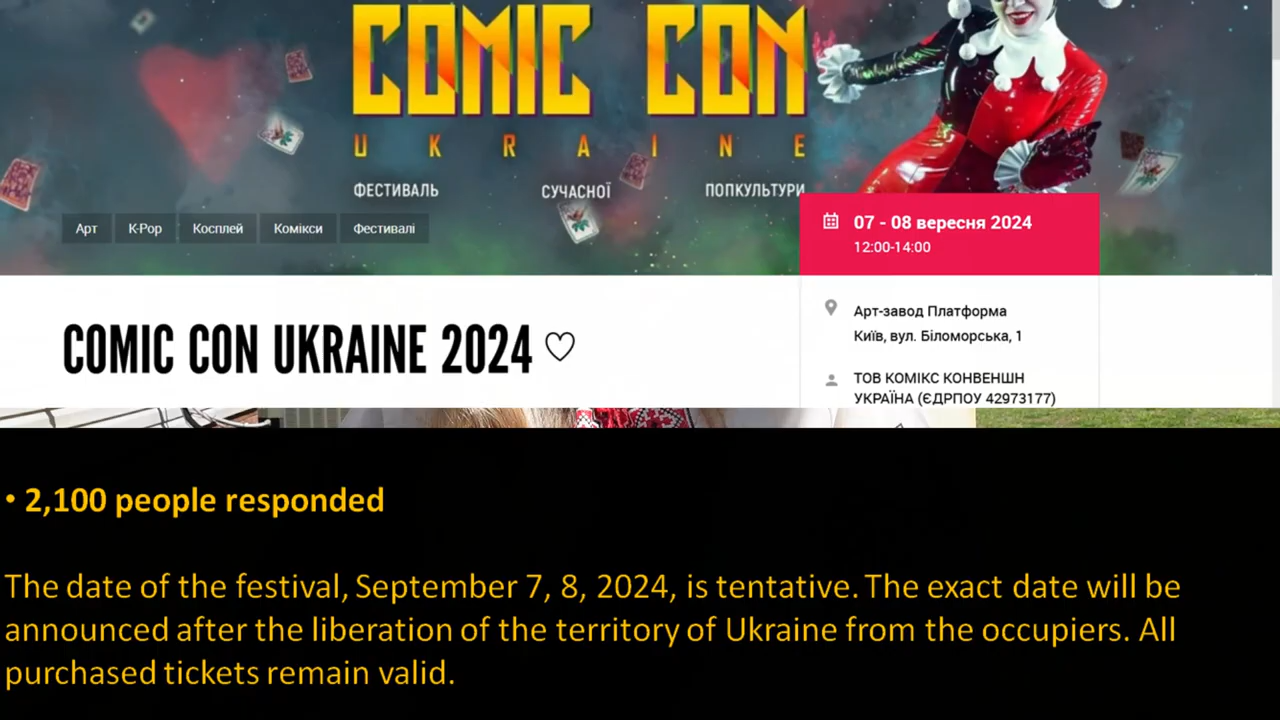 COMIC CON
UKRAINE
ФЕСТИВАЛЬ СУЧАСНОЇ ПОПКУЛЬТУРИ
Арт K-Pop Косплей Комікси Фестивалі
07 - 08 вересня 2024
12:00-14:00
COMIC CON UKRAINE 2024
Арт-завод Платформа
Київ, вул. Біломорська, 1
ТОВ КОМІКС КОНВЕНШН
УКРАЇНА (ЄДРПОУ 42973177)
• 2,100 people responded
The date of the festival, September 7, 8, 2024, is tentative. The exact date will be
announced after the liberation of the territory of Ukraine from the occupiers. All
purchased tickets remain valid.